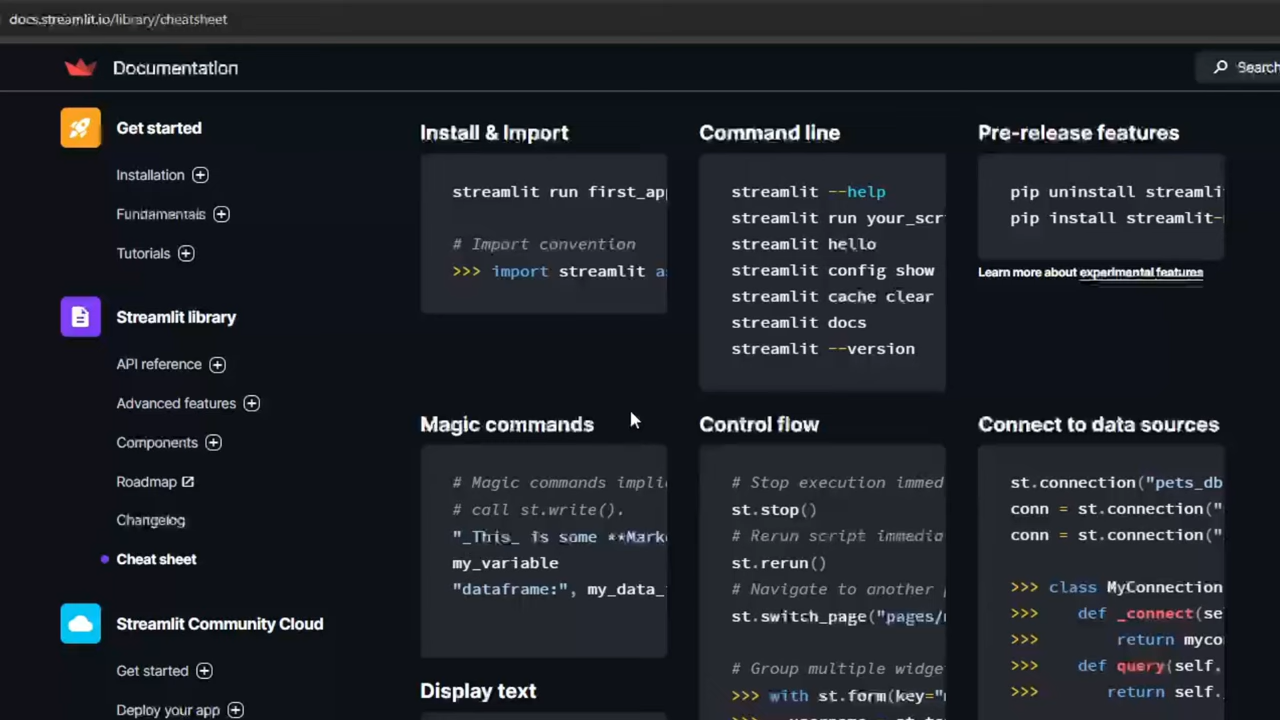 docs.streamlit.io/library/cheatsheet
Documentation
Search
Get started
Installation
Fundamentals
Tutorials
Streamlit library
API reference
Advanced features
Components
Roadmap
Changelog
Cheat sheet
Streamlit Community Cloud
Get started
Deploy your app
Install & Import
streamlit run first_app
# Import convention
>>> import streamlit as
Command line
streamlit --help
streamlit run your_scr
streamlit hello
streamlit config show
streamlit cache clear
streamlit docs
streamlit --version
Pre-release features
pip uninstall streamli
pip install streamlit-
Learn more about experimental features
Magic commands
# Magic commands impli
# call st.write().
"_This_ is some **Mark
my_variable
"dataframe:", my_data_
Control flow
# Stop execution immed
st.stop()
# Rerun script immedia
st.rerun()
# Navigate to another
st.switch_page("pages/
# Group multiple widge
>>> with st.form(key="
Connect to data sources
st.connection("pets_db
conn = st.connection("
conn = st.connection("
>>> class MyConnection
>>> def _connect(se
>>> return myco
>>> def query(self.
>>> return self.
Display text